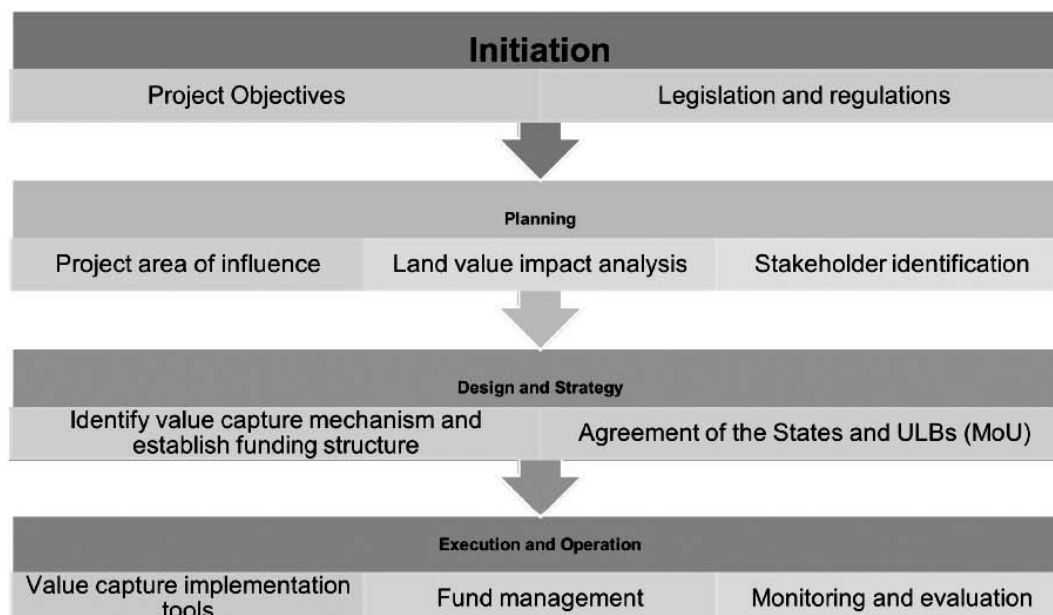 Initiation
Project Objectives
Legislation and regulations
Planning
Project area of influence
Land value impact analysis
Stakeholder identification
Design and Strategy
Identify value capture mechanism and
establish funding structure
Agreement of the States and ULBs (MoU)
Execution and Operation
Value capture implementation
tools
Fund management
Monitoring and evaluation